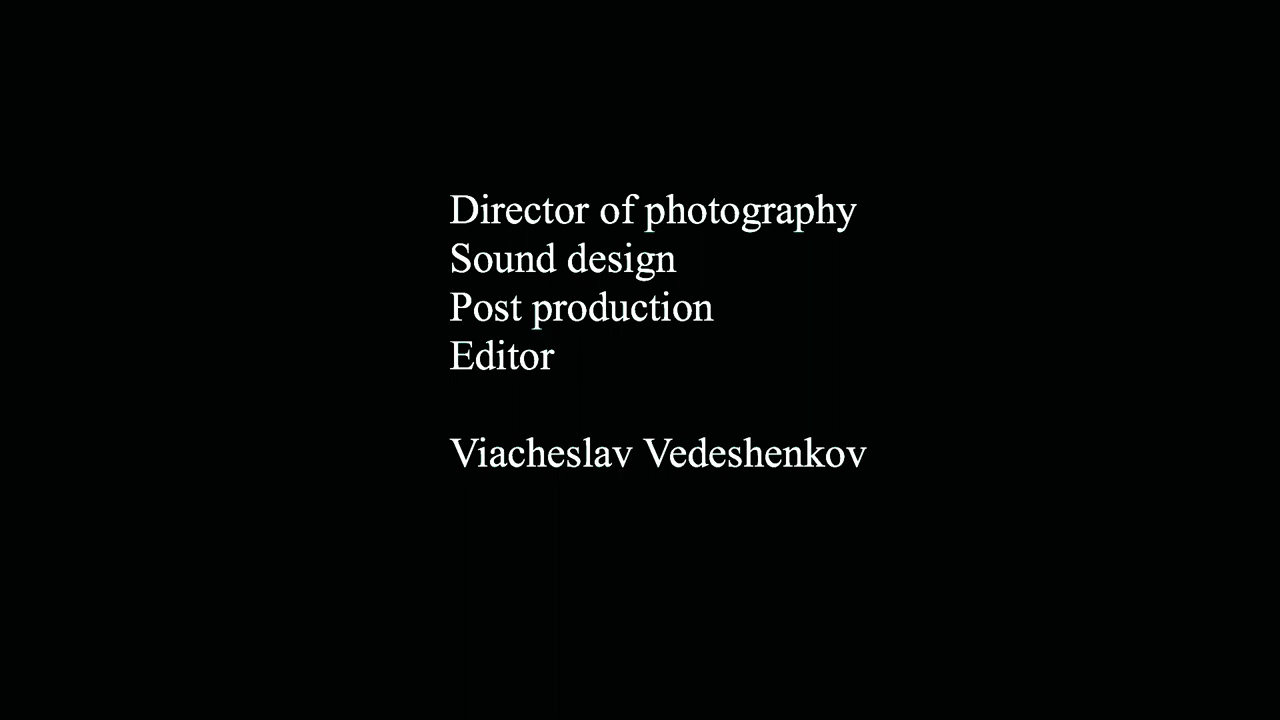 Director of photography
Sound design
Post production
Editor
Viacheslav Vedeshenkov